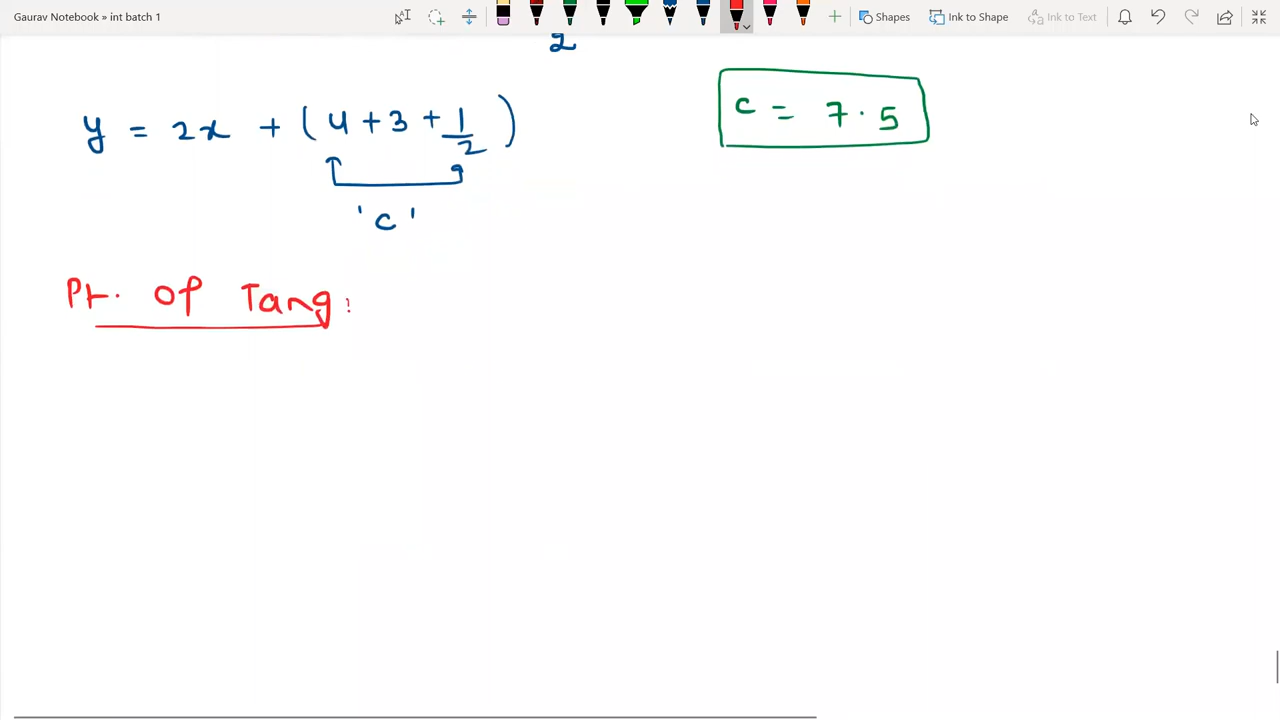 Gaurav Notebook » int batch 1
Shapes
Ink to Shape
Ink to Text
2
y = 2x + (4+3+1/2)
'c'
c = 7.5
Pt. Of Tang: